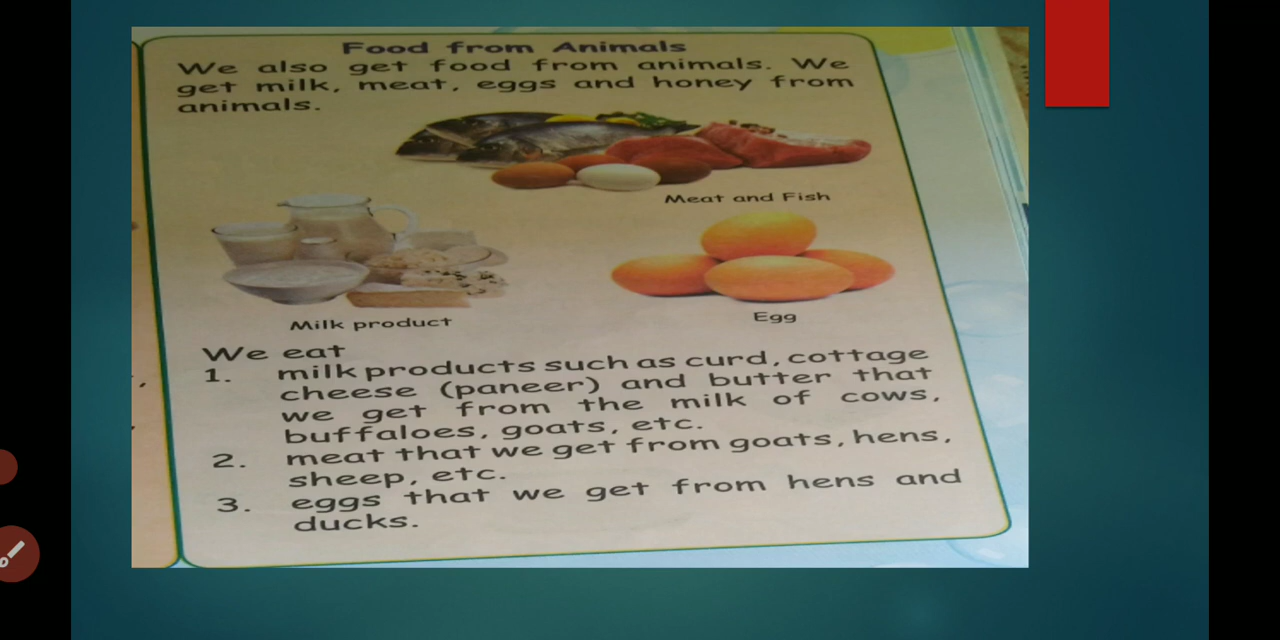 Food from Animals
We also get food from animals. We
get milk, meat, eggs and honey from
animals.
Meat and Fish
Milk product
Egg
We eat
1. milk products such as curd, cottage
cheese (paneer) and butter that
we get from the milk of cows,
buffaloes, goats, etc.
2. meat that we get from goats, hens,
sheep, etc.
3. eggs that we get from hens and
ducks.